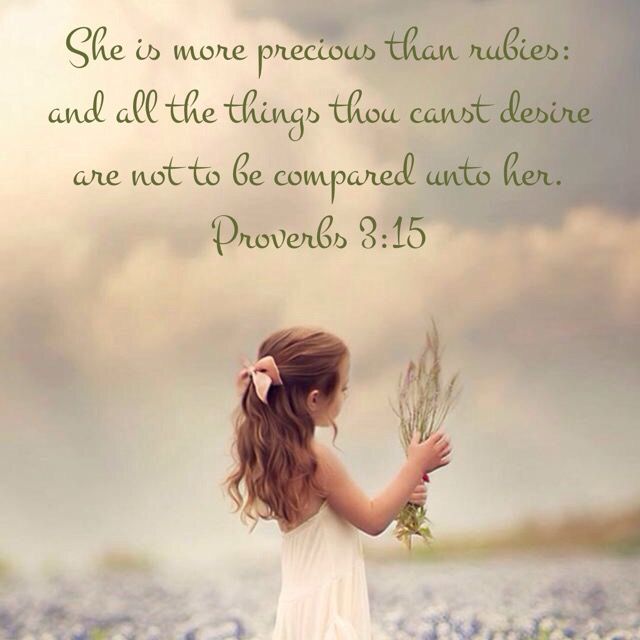 She is more precious than rubies:
and all the things thou canst desire
are not to be compared unto her.
Proverbs 3:15